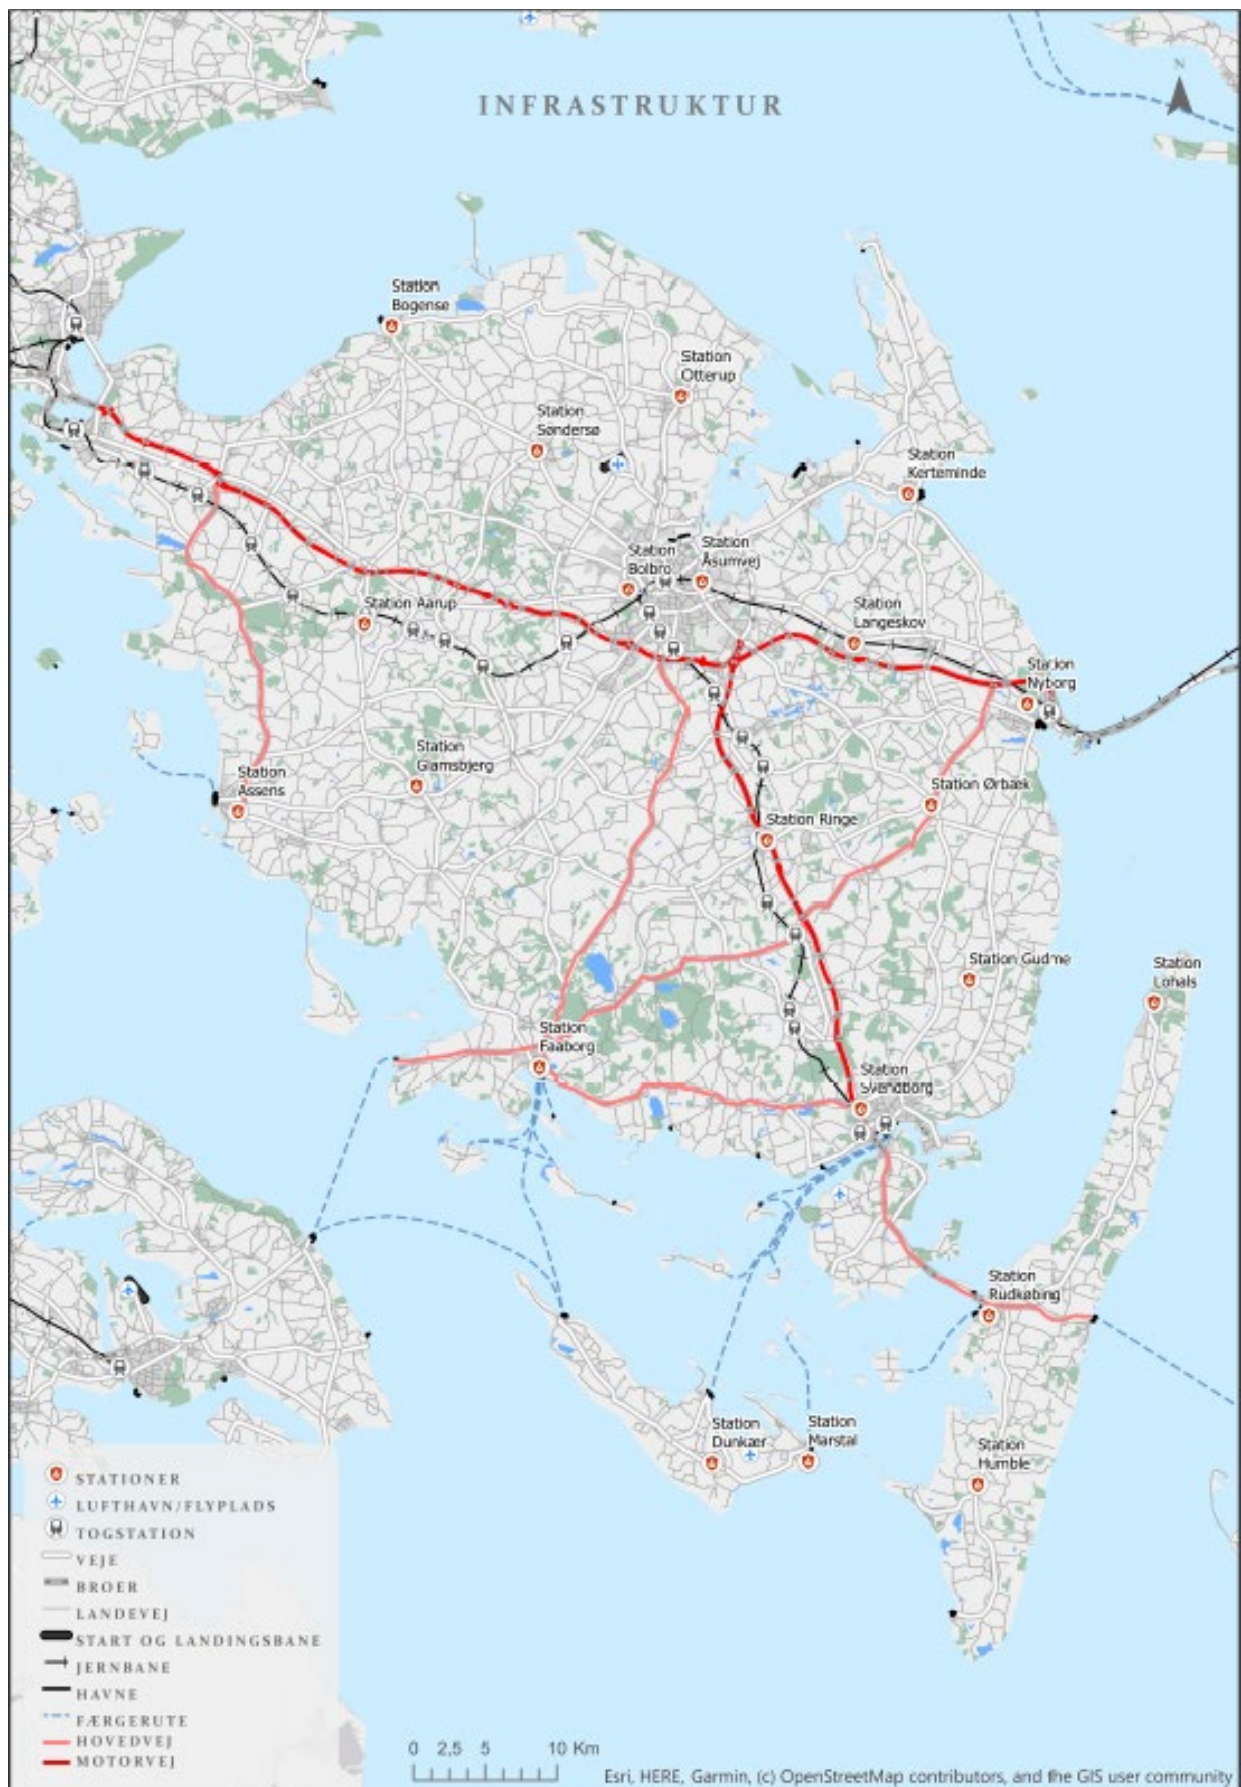 N
INFRASTRUKTUR
Station
Bogense
Station
Otterup
Station
Søndersø
Station
Kerteminde
Station
Bolbro
Station
Åsumvej
Station
Langeskov
Station Aarup
Station
Nyborg
Station
Glamsbjerg
Station
Assens
Station Ørbæk
Station Ringe
Station Gudme
Station
Lohals
Station
Faaborg
Station
Svendborg
Station
Rudkøbing
Station
Dunkær
Station
Marstal
Station
Humble
STATIONER
LUFTHAVN/FLYPLADS
TOGSTATION
VEJE
BROER
LANDEVEJ
START OG LANDINGSBANE
JERNBANE
HAVNE
FÆRGERUTE
HOVEDVEJ
MOTORVEJ
0 2,5 5 10 Km
Esri, HERE, Garmin, (c) OpenStreetMap contributors, and the GIS user community